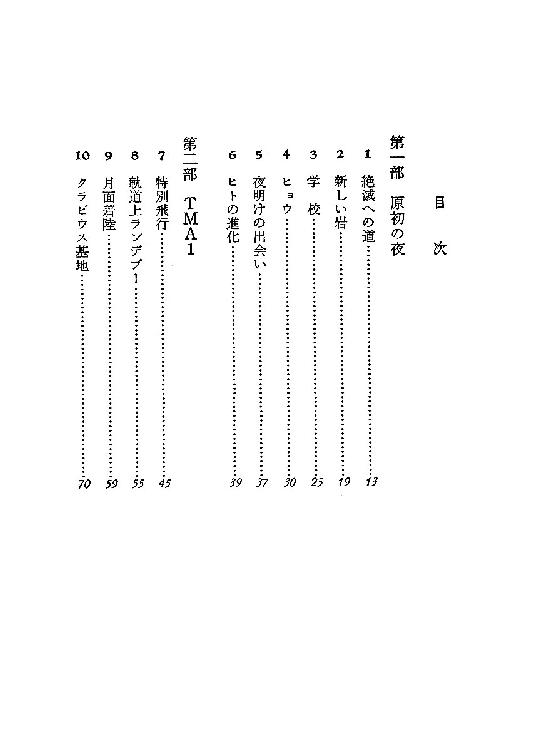 目次
第一部 原初の夜
1 絶滅への道 13
2 新しい岩 19
3 学校 25
4 ヒョウ 30
5 夜明けの出会い 37
6 ヒトの進化 39
第二部 TMA1
7 特別飛行 45
8 軌道上ランデブー 55
9 月面着陸 59
10 クラビウス基地 70